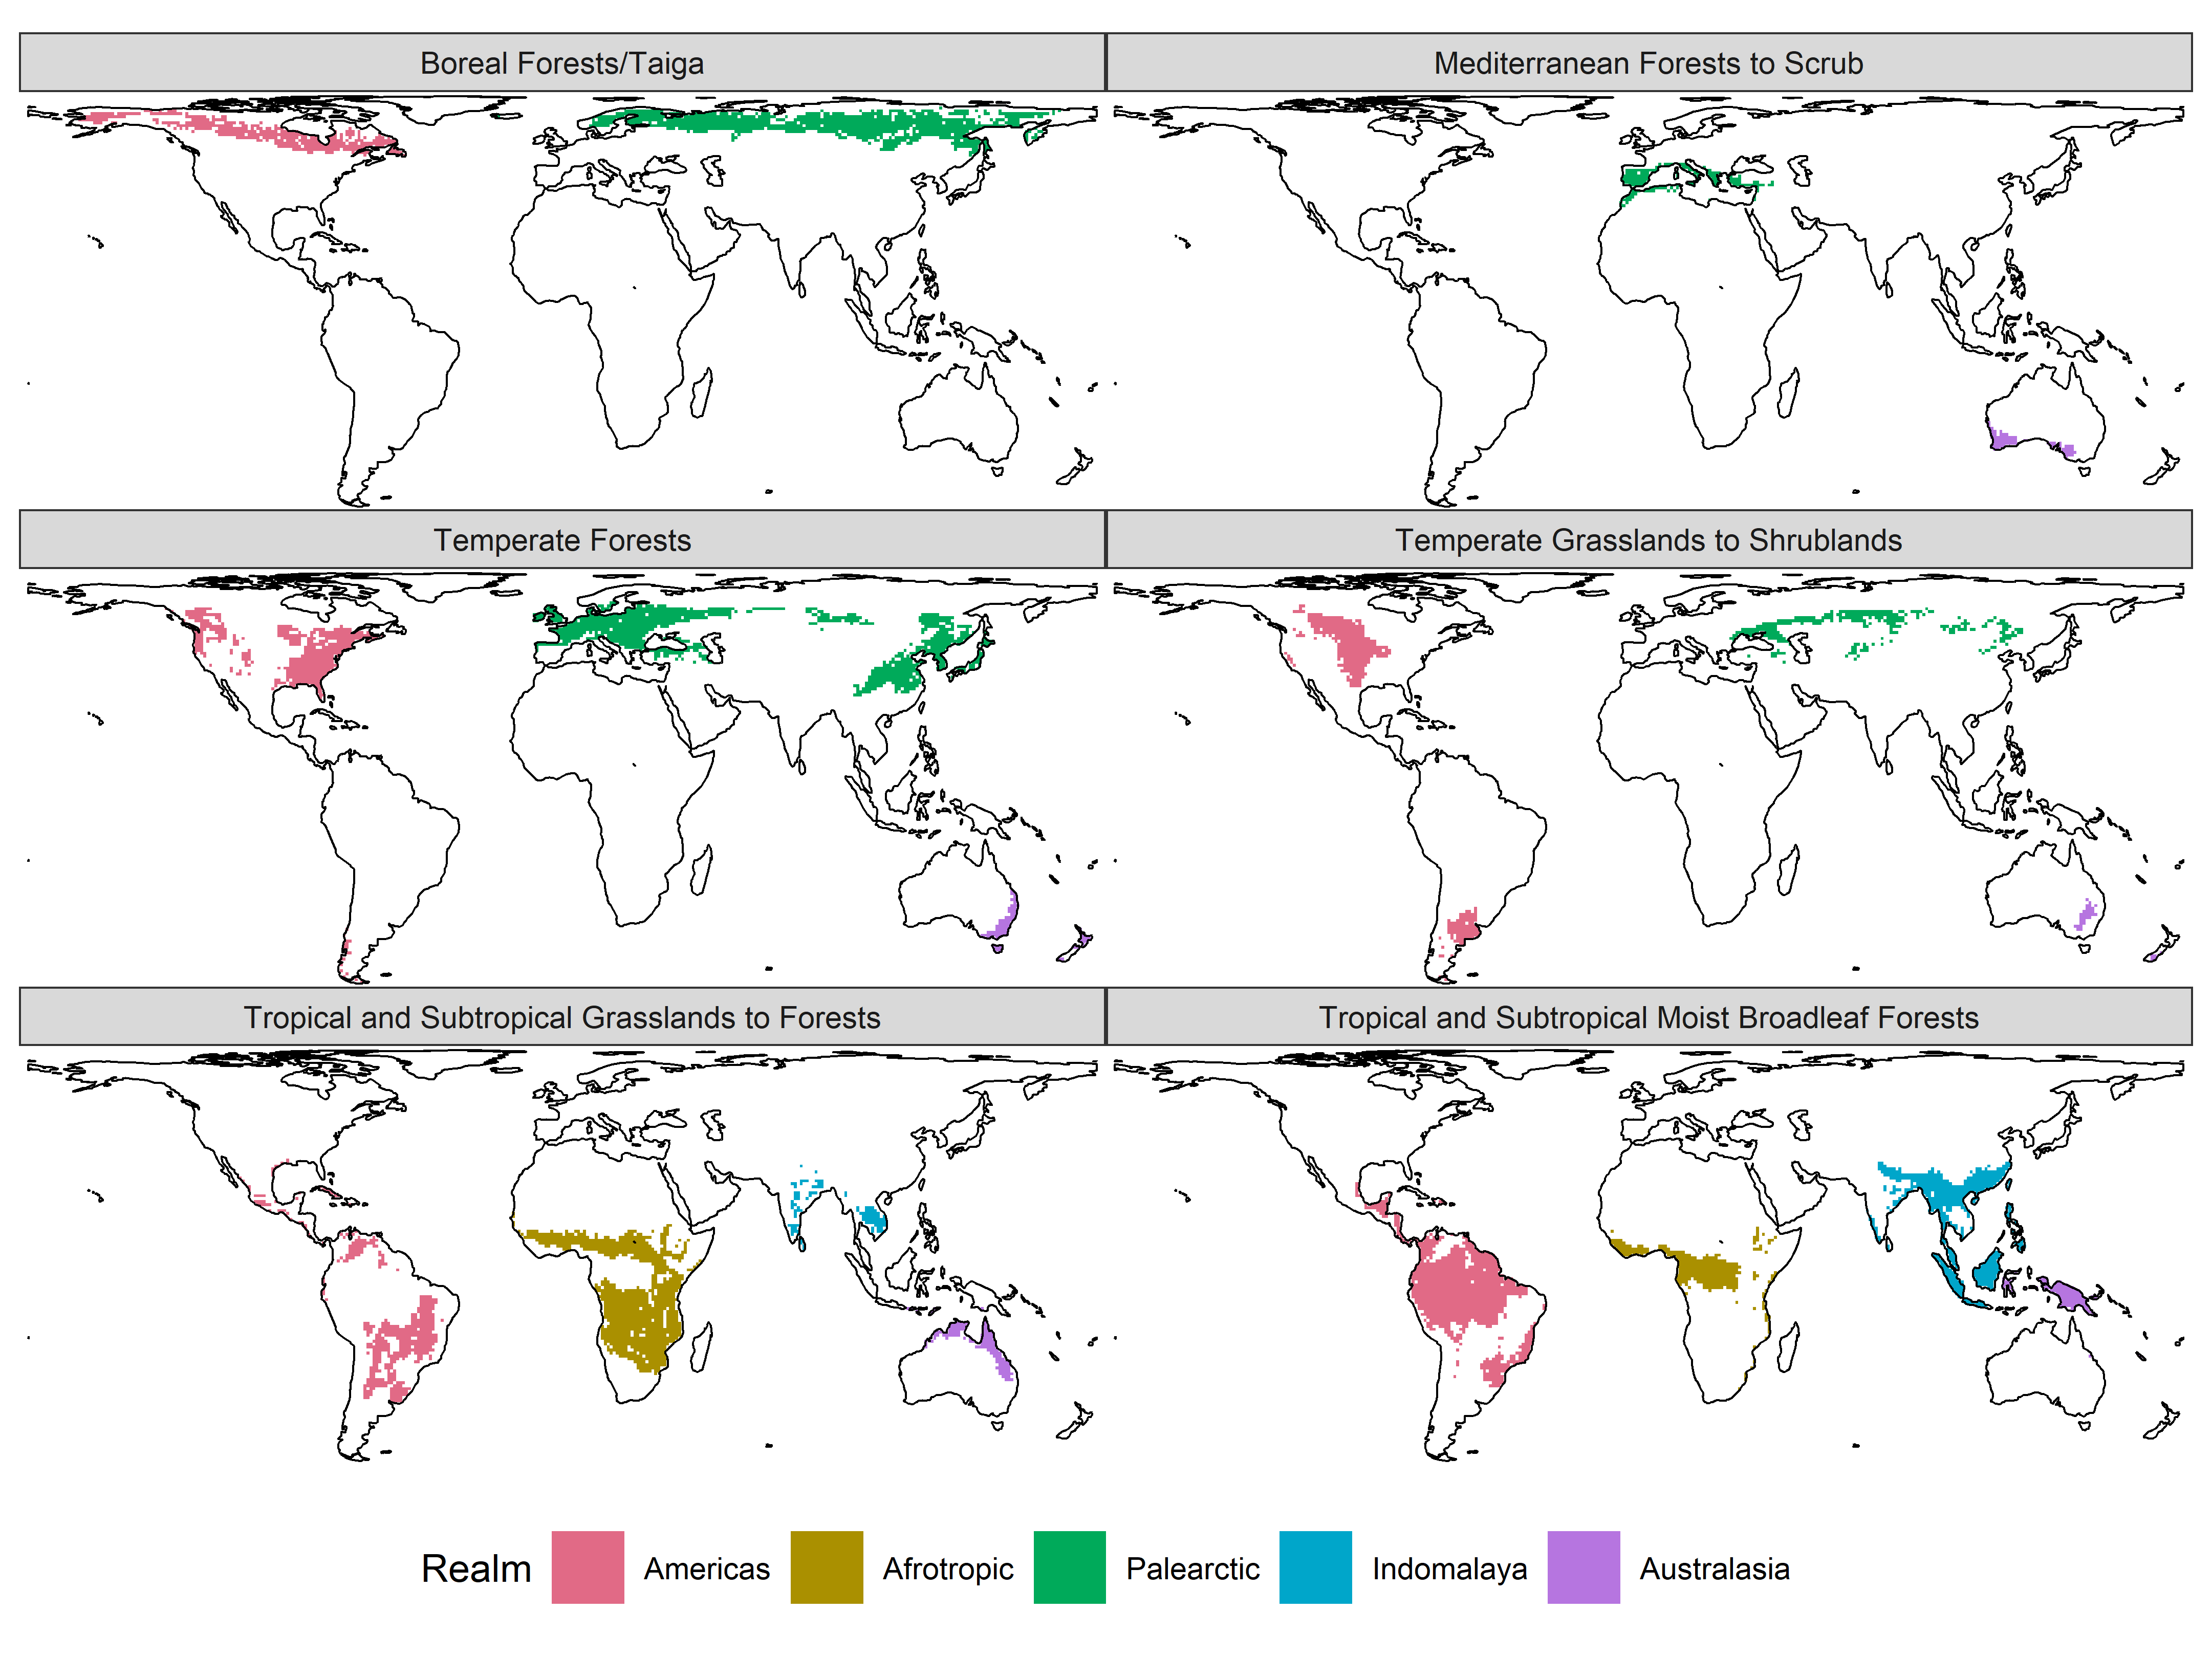 Boreal Forests/Taiga
Mediterranean Forests to Scrub
Temperate Forests
Temperate Grasslands to Shrublands
Tropical and Subtropical Grasslands to Forests
Tropical and Subtropical Moist Broadleaf Forests
Realm Americas Afrotropic Palearctic Indomalaya Australasia